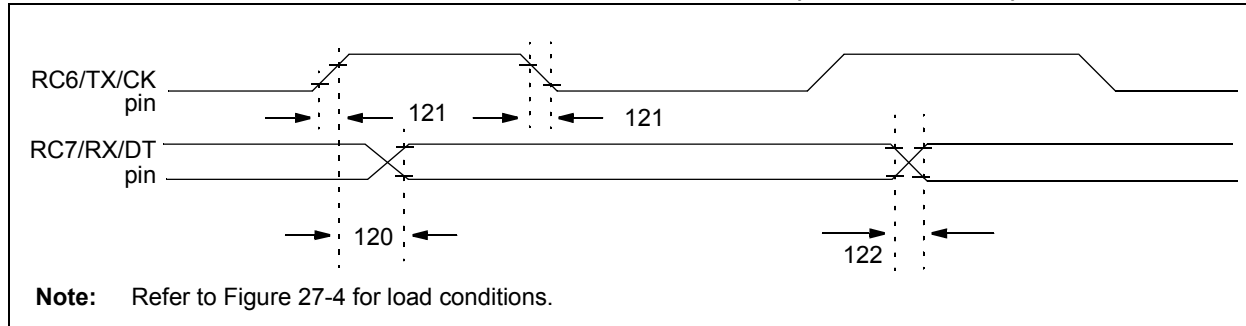 RC6/TX/CK
pin
121
121
RC7/RX/DT
pin
120
122
Note: Refer to Figure 27-4 for load conditions.